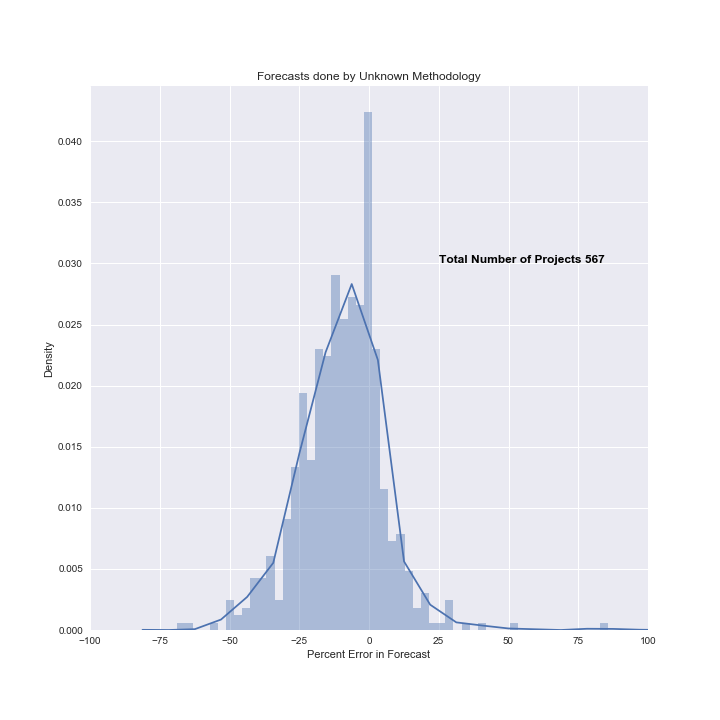 Forecasts done by Unknown Methodology
0.040
0.035
0.030
Total Number of Projects 567
0.025
Density
0.020
0.015
0.010
0.005
0.000
−100 −75 −50 −25 0 25 50 75 100
Percent Error in Forecast